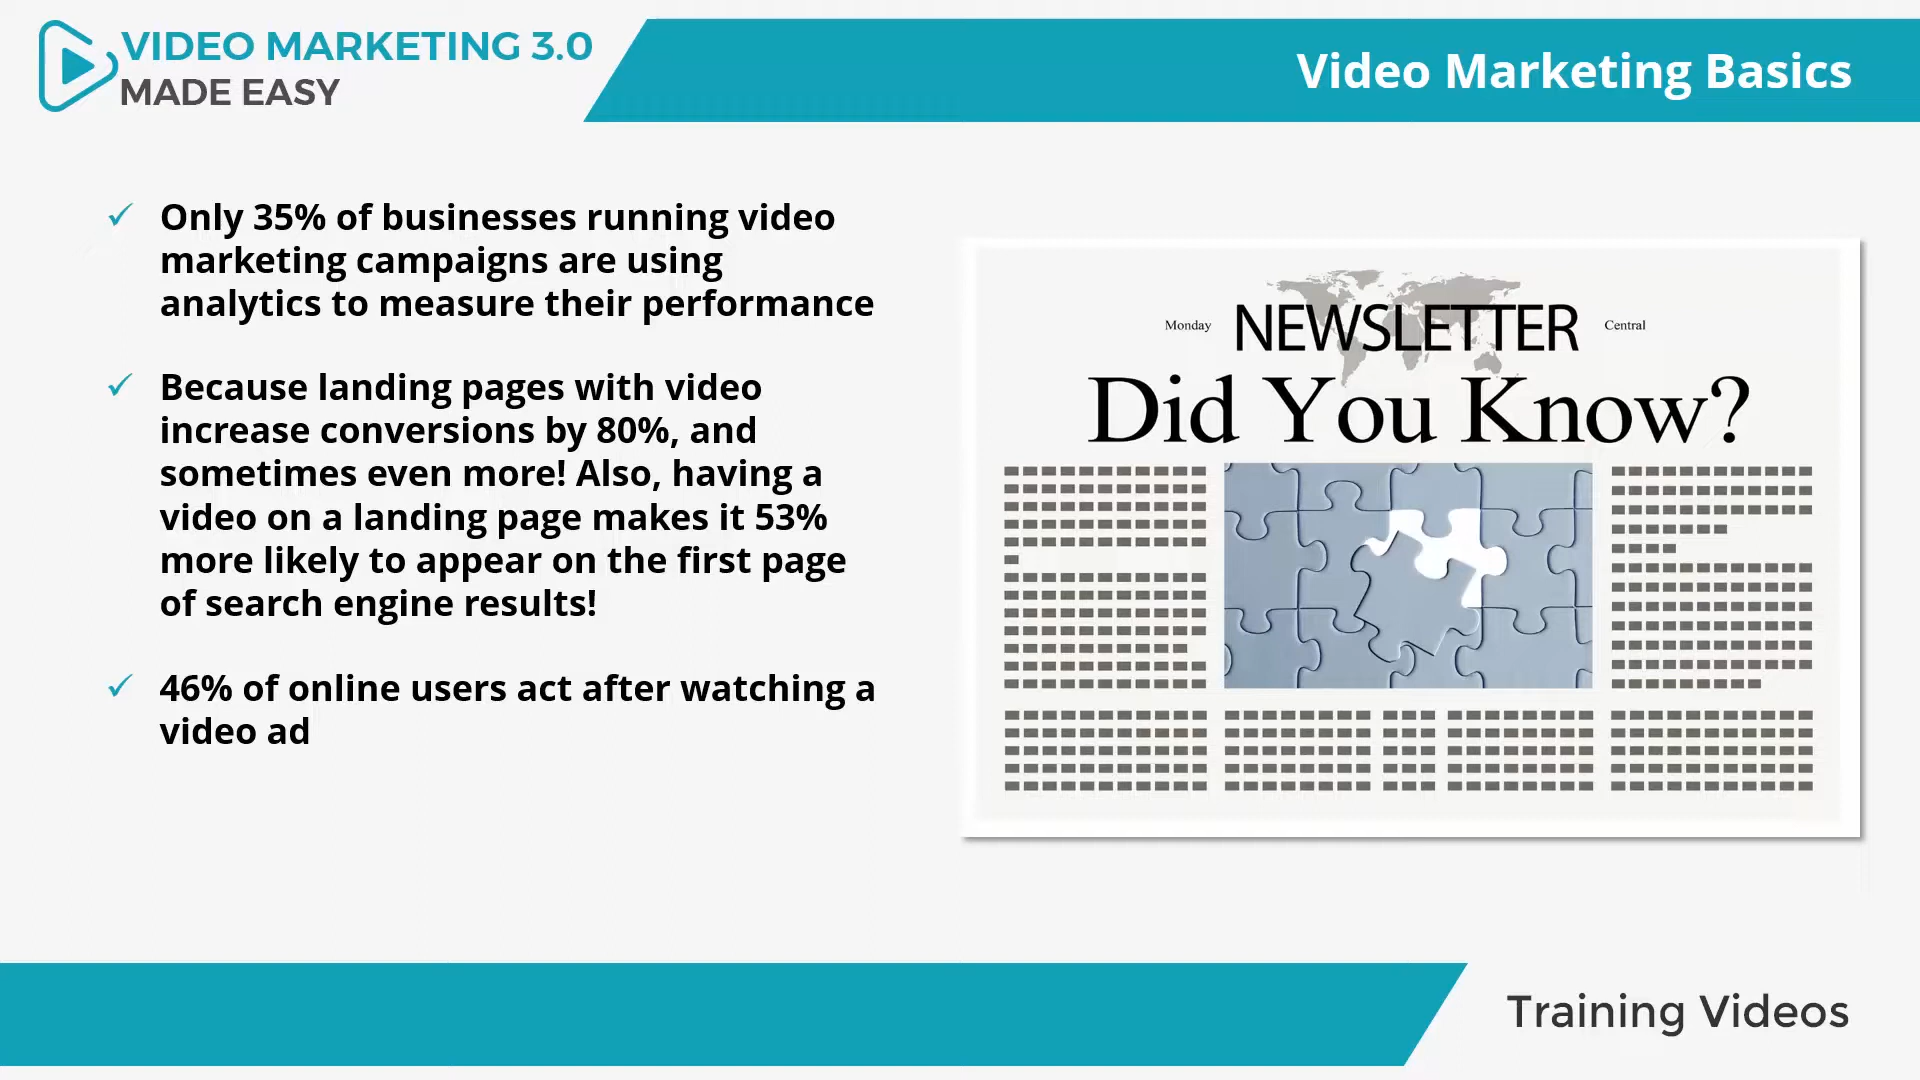 VIDEO MARKETING 3.0
MADE EASY
Video Marketing Basics
Only 35% of businesses running video
marketing campaigns are using
analytics to measure their performance
Because landing pages with video
increase conversions by 80%, and
sometimes even more! Also, having a
video on a landing page makes it 53%
more likely to appear on the first page
of search engine results!
46% of online users act after watching a
video ad
Monday NEWSLETTER Central
Did You Know?
Training Videos